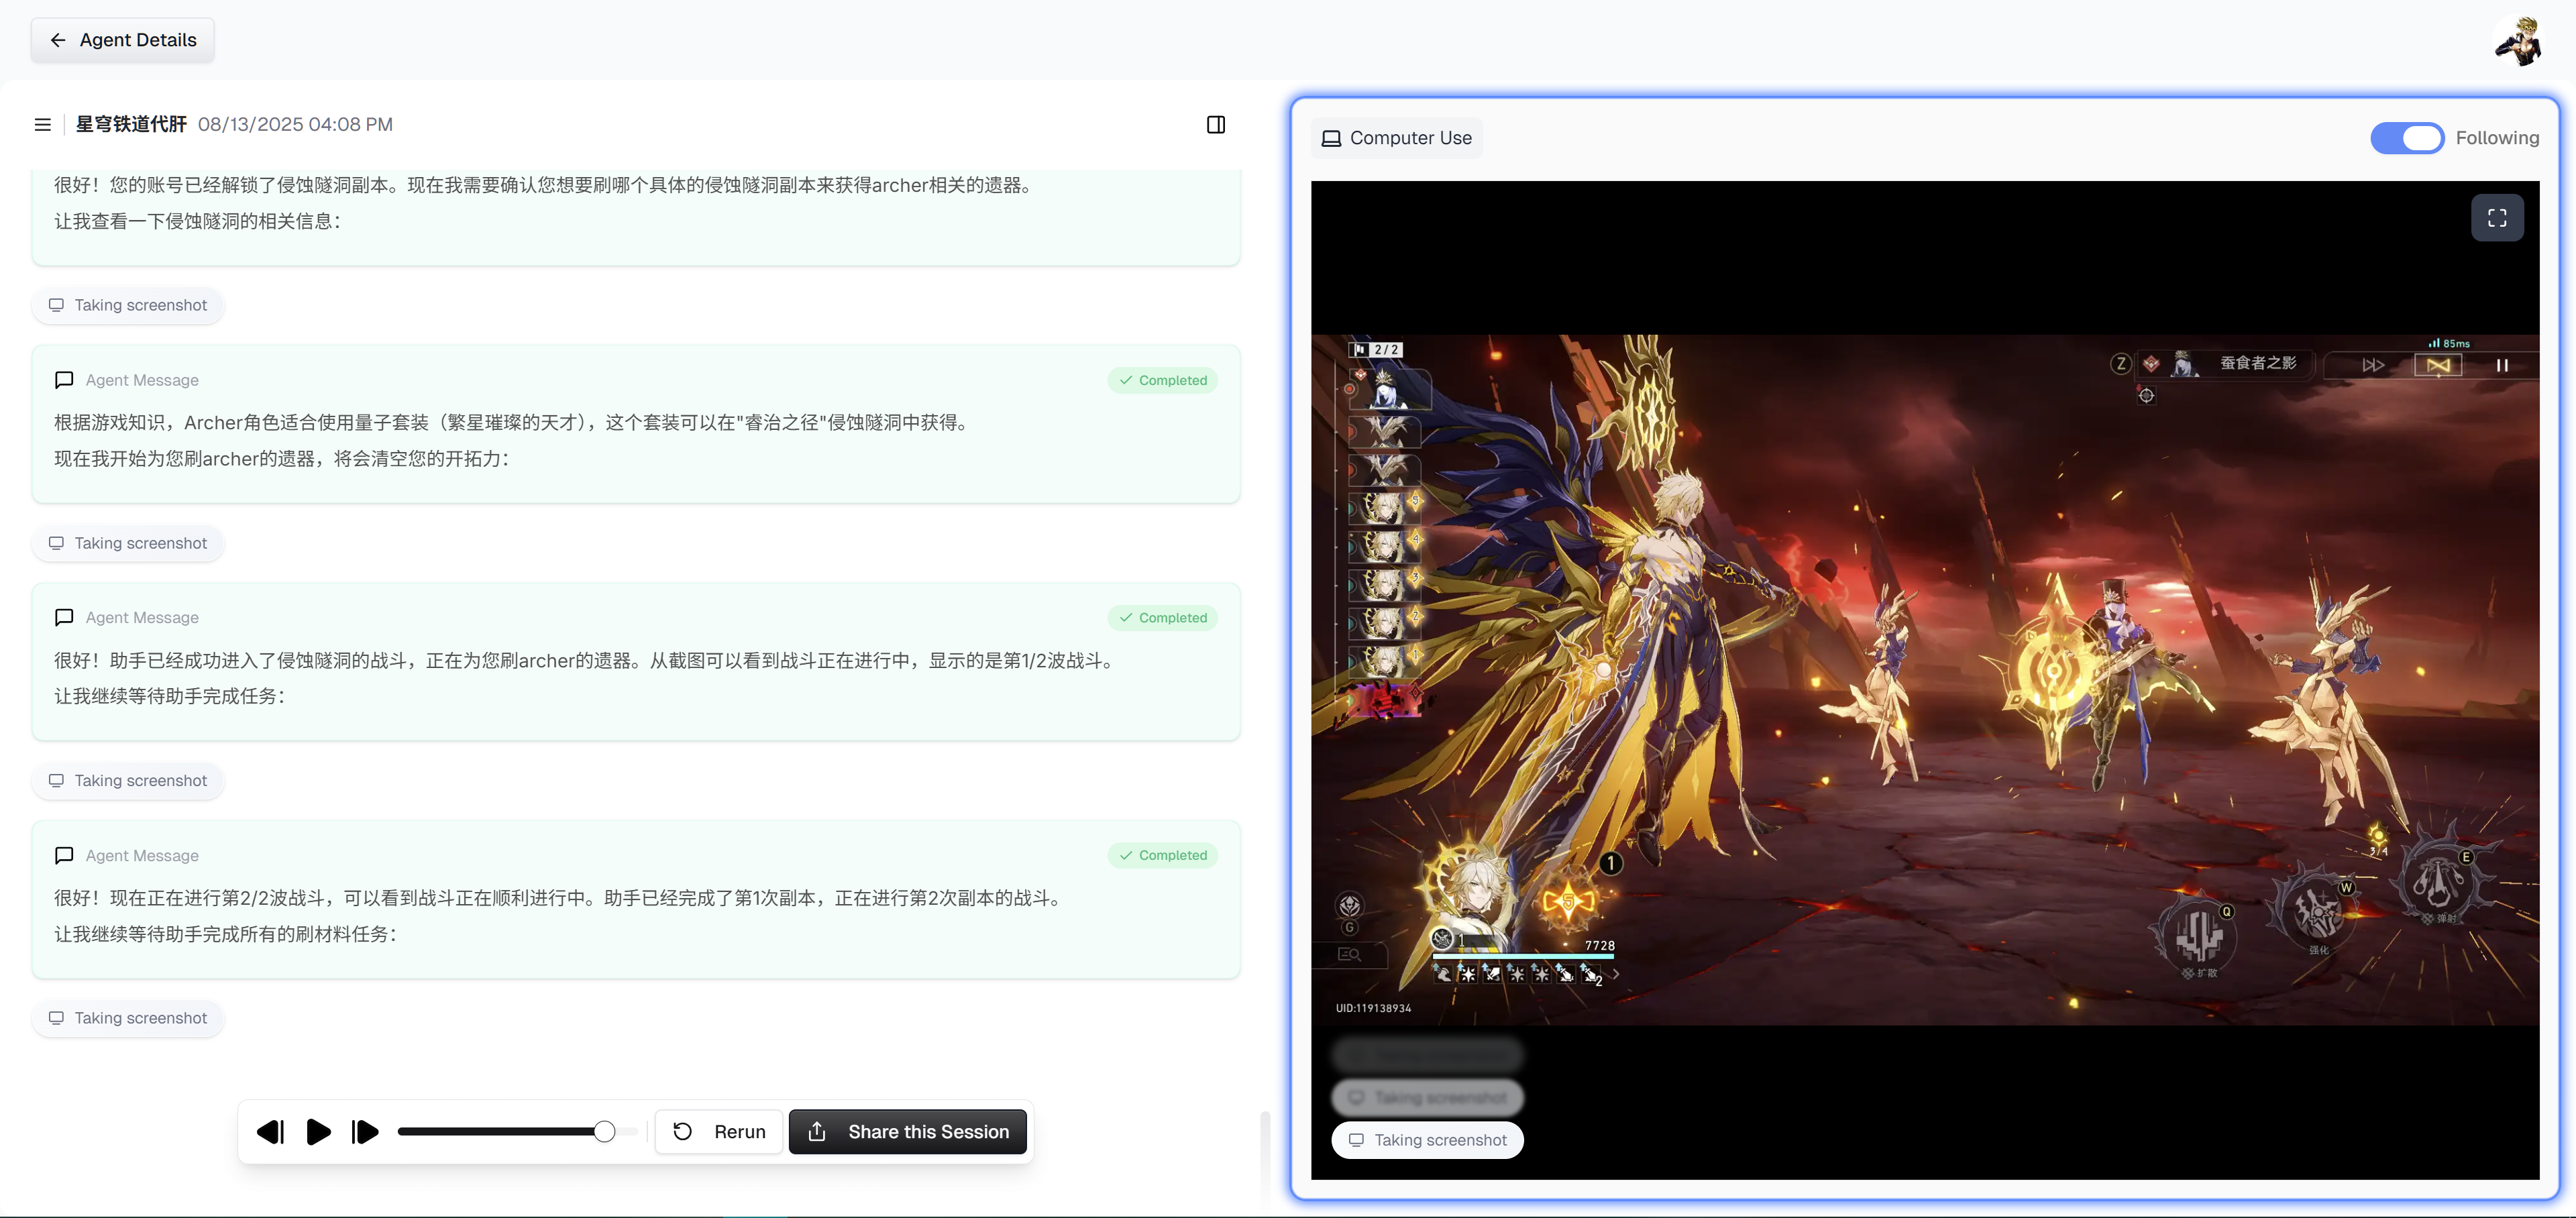 Agent Details
星穹铁道代肝 08/13/2025 04:08 PM
很好！您的账号已经解锁了侵蚀隧洞副本。现在我需要确认您想要刷哪个具体的侵蚀隧洞副本来获得archer相关的遗器。
让我查看一下侵蚀隧洞的相关信息：
Taking screenshot
Agent Message
Completed
根据游戏知识，Archer角色适合使用量子套装（繁星璀璨的天才），这个套装可以在"睿治之径"侵蚀隧洞中获得。
现在我开始为您刷archer的遗器，将会清空您的开拓力：
Taking screenshot
Agent Message
Completed
很好！助手已经成功进入了侵蚀隧洞的战斗，正在为您刷archer的遗器。从截图可以看到战斗正在进行中，显示的是第1/2波战斗。
让我继续等待助手完成任务：
Taking screenshot
Agent Message
Completed
很好！现在正在进行第2/2波战斗，可以看到战斗正在顺利进行中。助手已经完成了第1次副本，正在进行第2次副本的战斗。
让我继续等待助手完成所有的刷材料任务：
Taking screenshot
Rerun
Share this Session
Computer Use
Following
2/2
85ms
Z
蚕食者之影
5
4
3
2
1
1
3/4
E
弹射
W
强化
Q
扩散
G
1
7728
2
UID:119138934
Taking screenshot
Taking screenshot